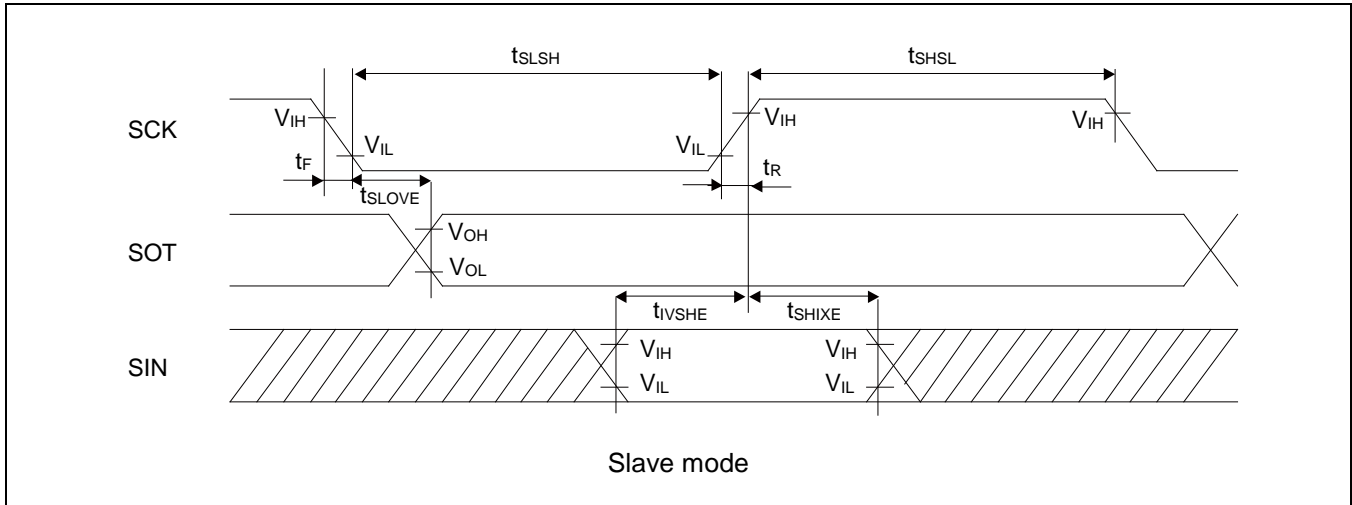 tSLSH
tSHSL
SCK
VIH
VIL
VIL
VIH
VIH
tF
tR
tSLOVE
SOT
VOH
VOL
tIVSHE
tSHIXE
SIN
VIH
VIL
VIH
VIL
Slave mode